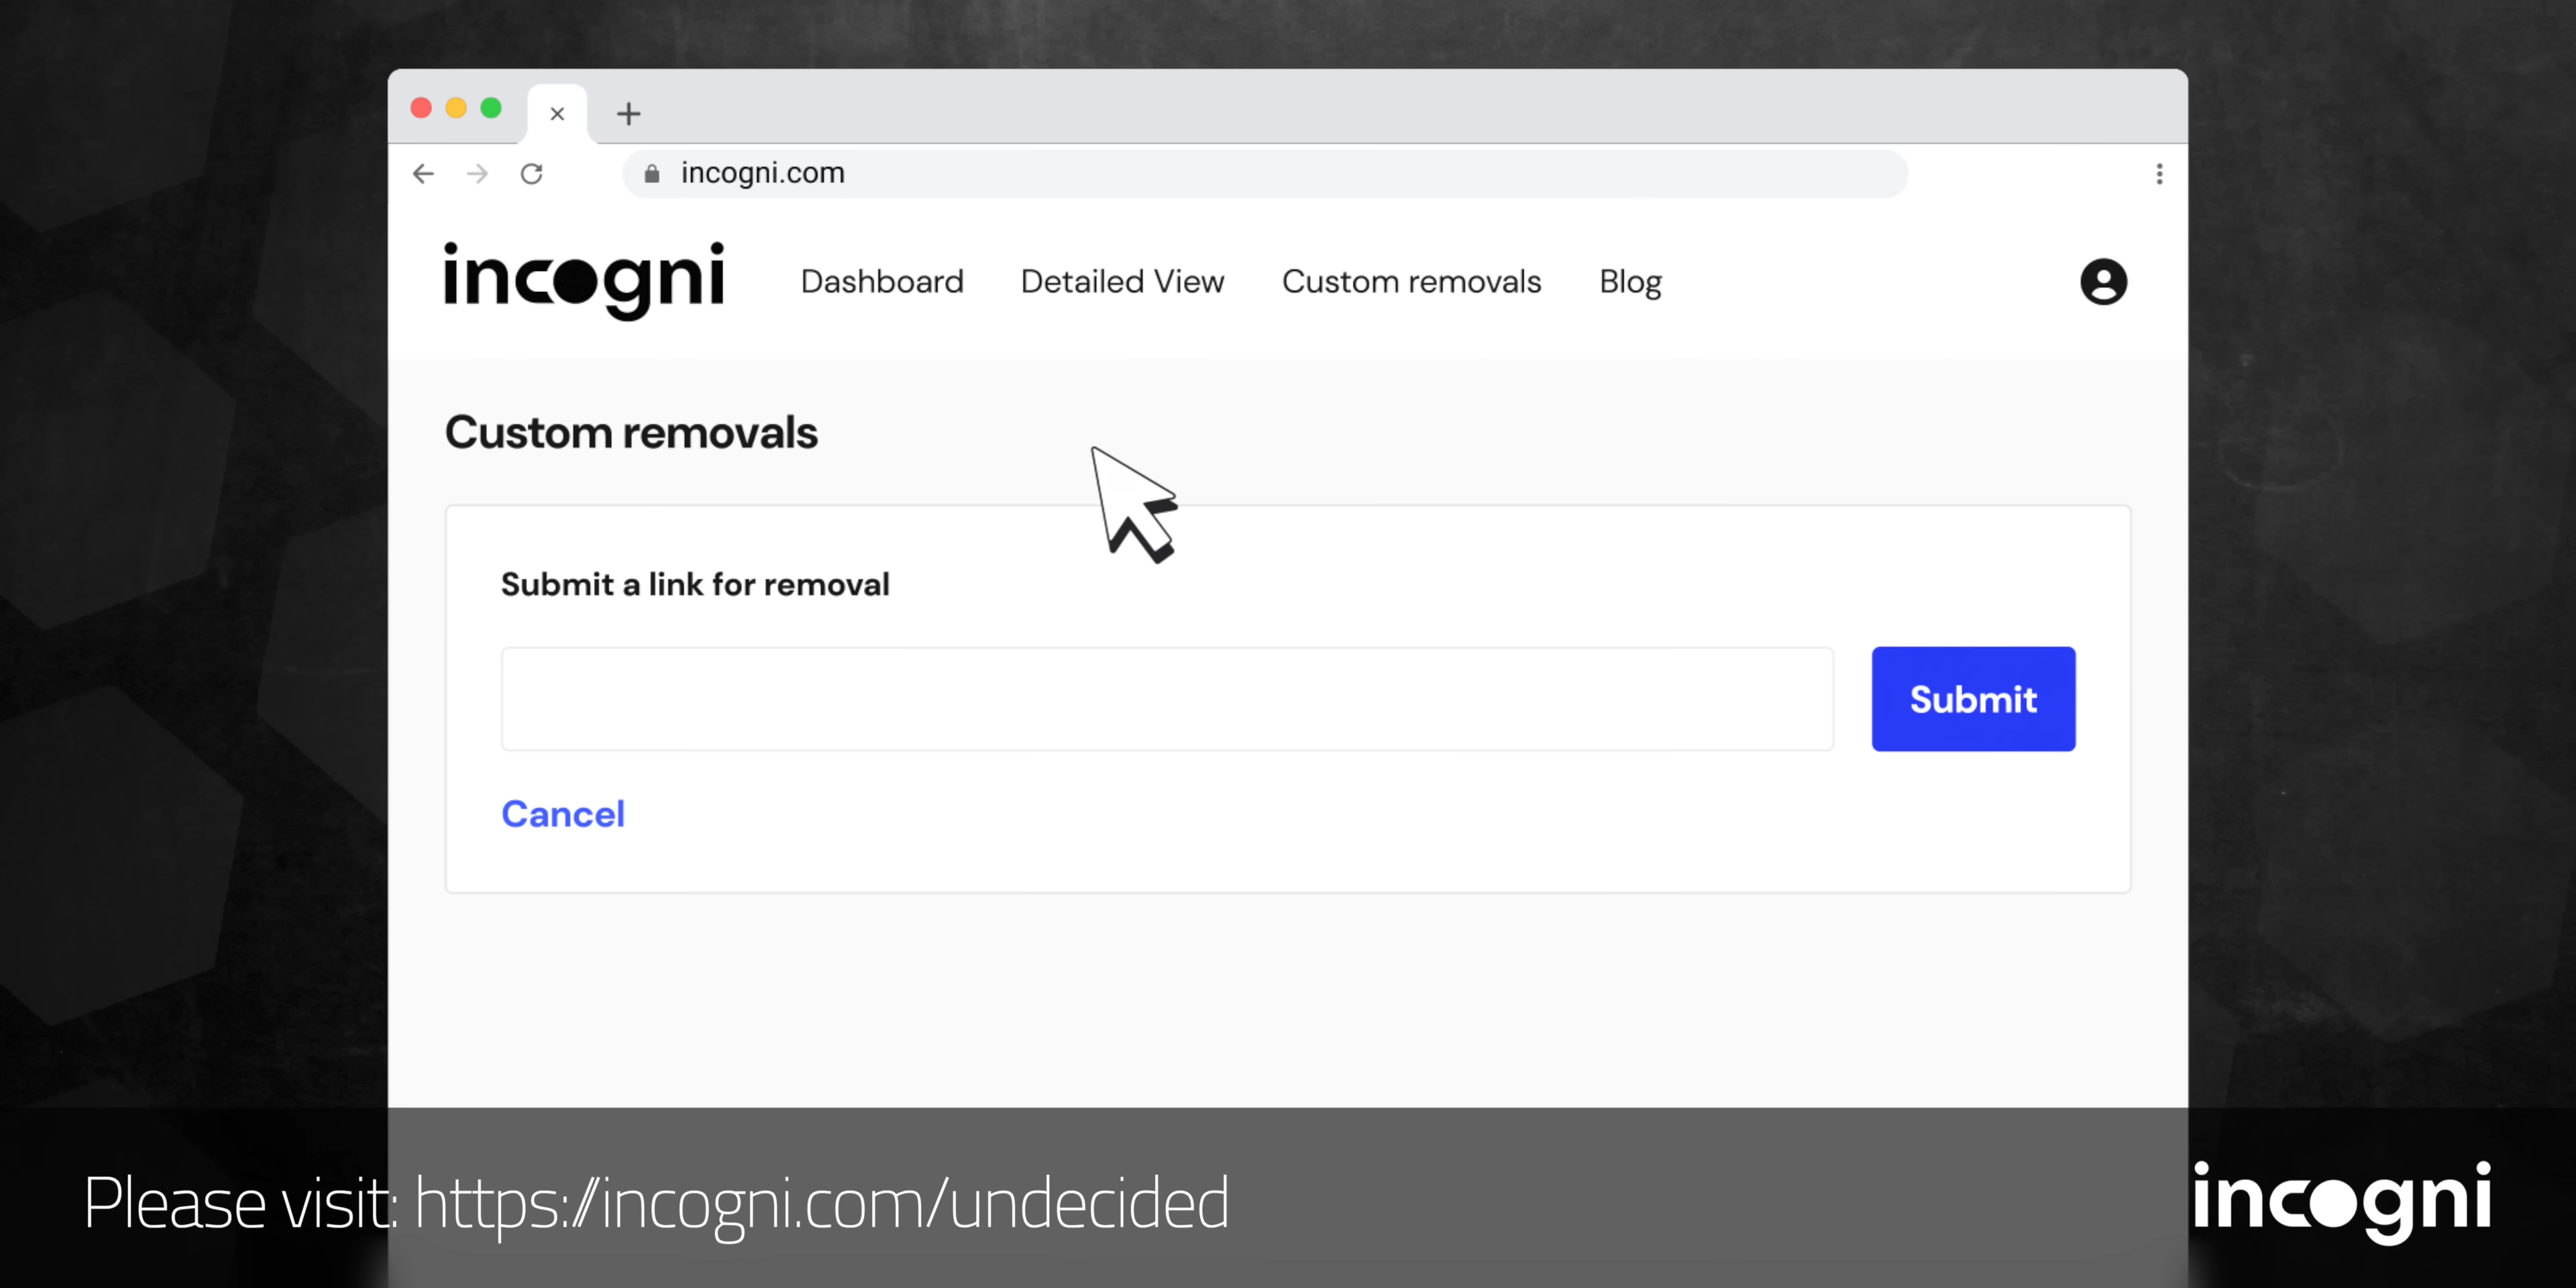 incogni.com
incogni Dashboard Detailed View Custom removals Blog
Custom removals
Submit a link for removal
Submit
Cancel
Please visit: https://incogni.com/undecided
incogni